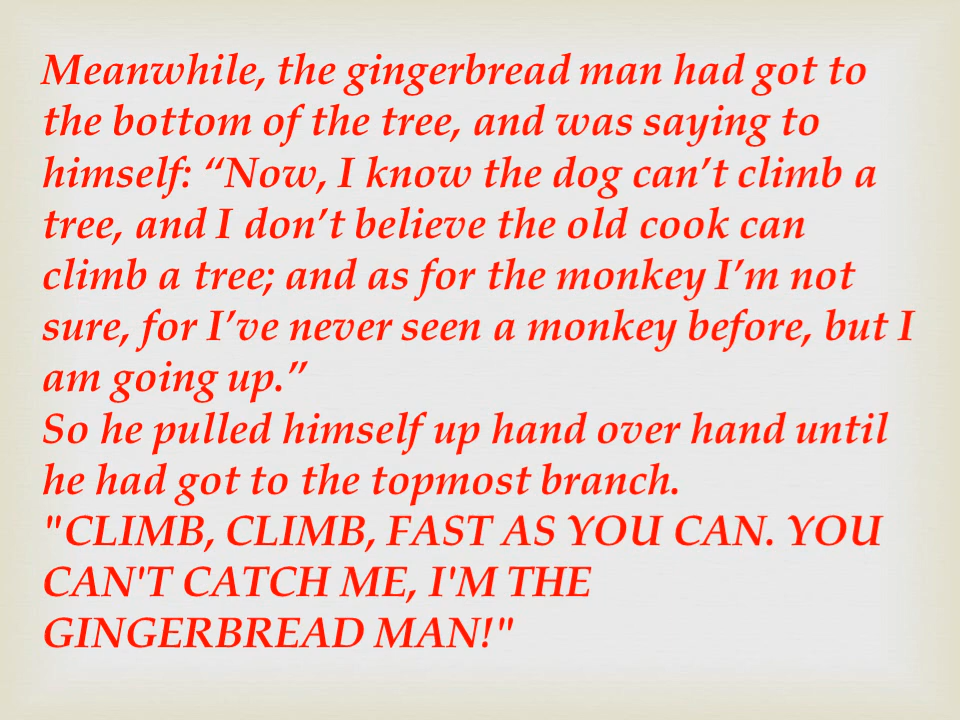 Meanwhile, the gingerbread man had got to
the bottom of the tree, and was saying to
himself: “Now, I know the dog can’t climb a
tree, and I don’t believe the old cook can
climb a tree; and as for the monkey I’m not
sure, for I’ve never seen a monkey before, but I
am going up.”
So he pulled himself up hand over hand until
he had got to the topmost branch.
"CLIMB, CLIMB, FAST AS YOU CAN. YOU
CAN'T CATCH ME, I'M THE
GINGERBREAD MAN!"